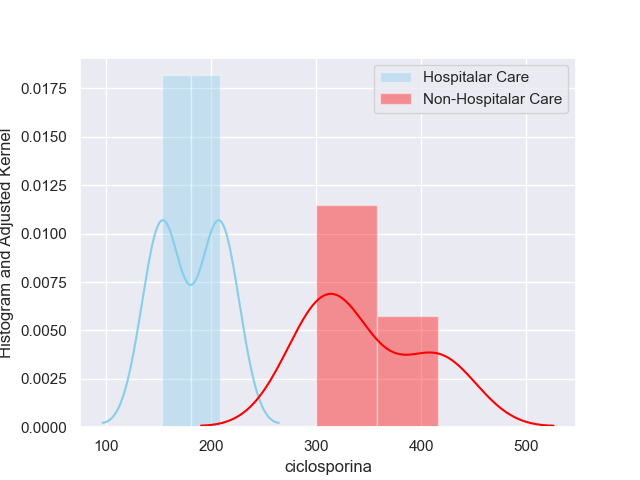 Hospitalar Care
Non-Hospitalar Care
Histogram and Adjusted Kernel
0.0175
0.0150
0.0125
0.0100
0.0075
0.0050
0.0025
0.0000
100 200 300 400 500
ciclosporina